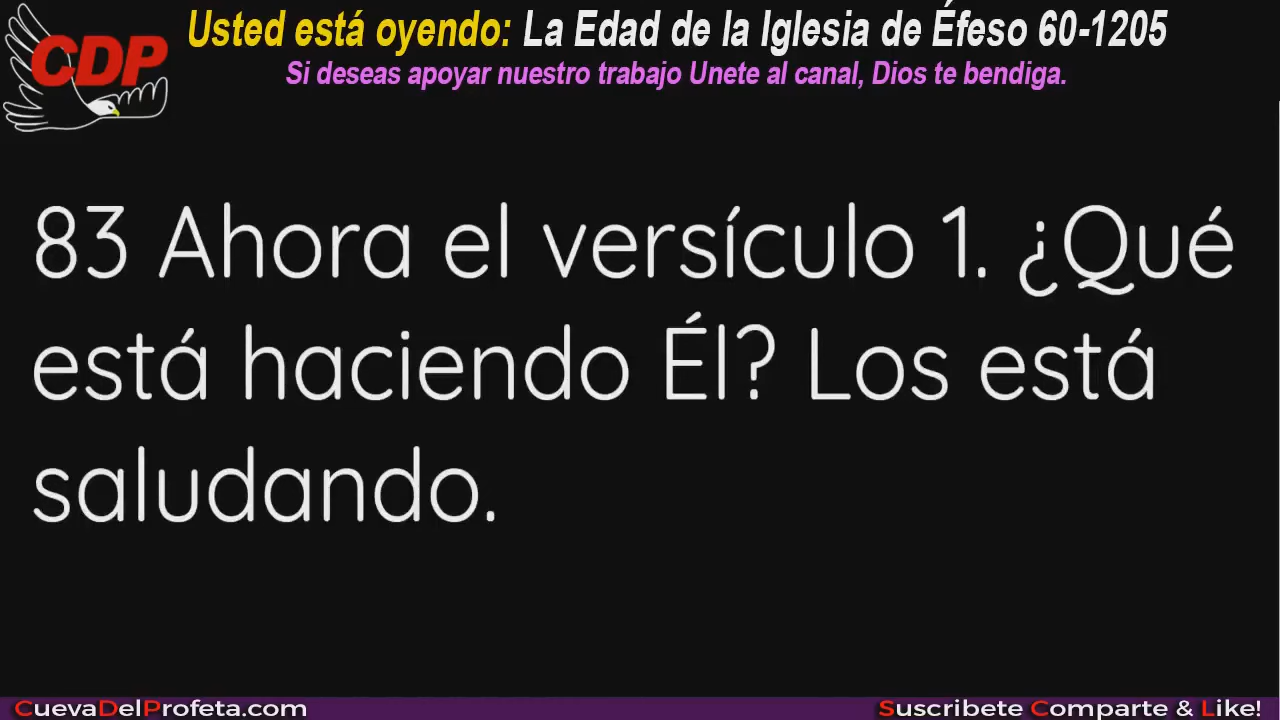 CDP
Usted está oyendo: La Edad de la Iglesia de Éfeso 60-1205
Si deseas apoyar nuestro trabajo Unete al canal, Dios te bendiga.
83 Ahora el versículo 1. ¿Qué
está haciendo Él? Los está
saludando.
CuevaDelProfeta.com
Suscribete Comparte & Like!